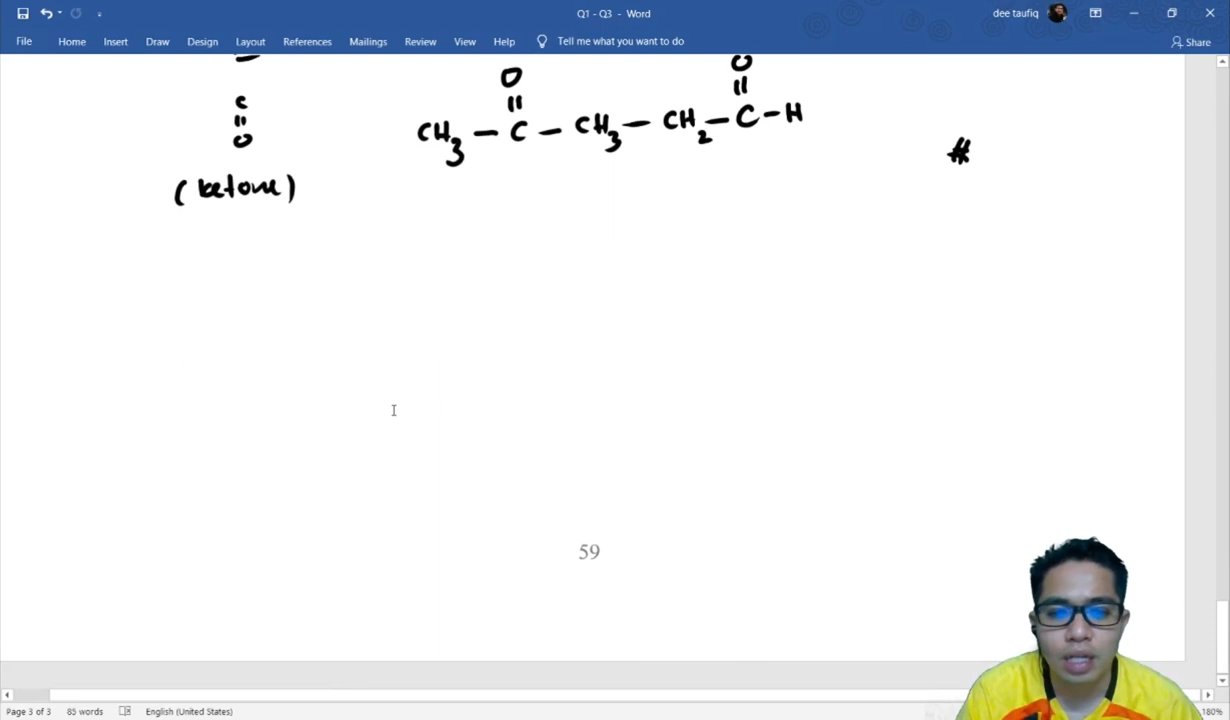 Q1 - Q3 - Word
dee taufiq
File Home Insert Draw Design Layout References Mailings Review View Help Tell me what you want to do
Share
O
O
C
||
O
||
||
CH3 — C — CH3 — CH2 — C — H
#
(ketone)
59
Page 3 of 3 85 words English (United States)
180%